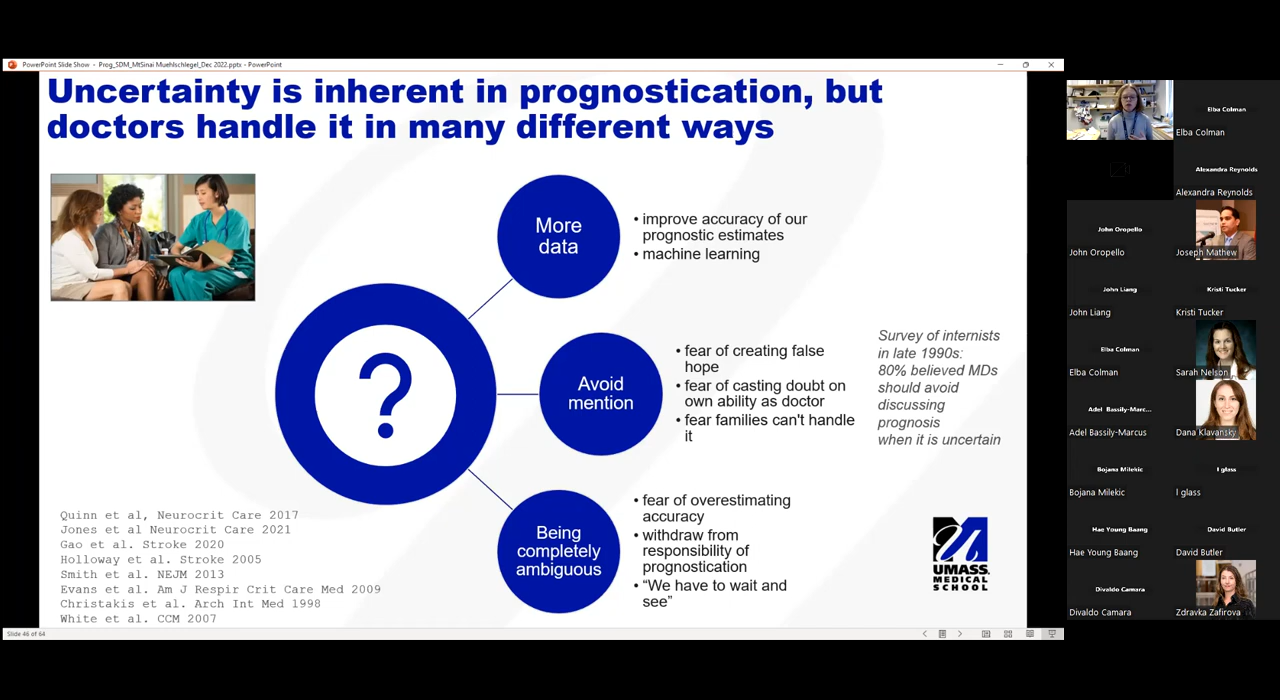 PowerPoint Slide Show - Prog_SDM_MtSinai Muehlschlegel_Dec 2022.pptx - PowerPoint
Uncertainty is inherent in prognostication, but
doctors handle it in many different ways
More
data
• improve accuracy of our
prognostic estimates
• machine learning
?
Avoid
mention
• fear of creating false
hope
• fear of casting doubt on
own ability as doctor
• fear families can't handle
it
Survey of internists
in late 1990s:
80% believed MDs
should avoid
discussing
prognosis
when it is uncertain
Being
completely
ambiguous
• fear of overestimating
accuracy
• withdraw from
responsibility of
prognostication
• “We have to wait and
see”
Quinn et al, Neurocrit Care 2017
Jones et al Neurocrit Care 2021
Gao et al. Stroke 2020
Holloway et al. Stroke 2005
Smith et al. NEJM 2013
Evans et al. Am J Respir Crit Care Med 2009
Christakis et al. Arch Int Med 1998
White et al. CCM 2007
UMASS
MEDICAL
SCHOOL
Slide 46 of 64
Elba Colman
Elba Colman
Alexandra Reynolds
Alexandra Reynolds
John Oropello
John Oropello
Joseph Mathew
John Liang
John Liang
Kristi Tucker
Kristi Tucker
Elba Colman
Elba Colman
Sarah Nelson
Adel Bassily-Marc...
Adel Bassily-Marcus
Dana Klavansky
Bojana Milekic
Bojana Milekic
l glass
l glass
Hae Young Baang
Hae Young Baang
David Butler
David Butler
Divaldo Camara
Divaldo Camara
Zdravka Zafirova